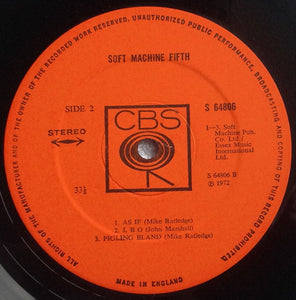 ALL RIGHTS OF THE MANUFACTURER AND OF THE OWNER OF THE RECORDED WORK RESERVED. UNAUTHORIZED PUBLIC PERFORMANCE, BROADCASTING AND COPYING OF THIS RECORD PROHIBITED.
SOFT MACHINE FIFTH
SIDE 2
STEREO
33⅓
CBS
S 64806
1-3. Soft
Machine Pub.
Co. Ltd./
Essex Music
International
Ltd.
S 64806 B
℗ 1972
1. AS IF (Mike Ratledge)
2. L B O (John Marshall)
3. PIGLING BLAND (Mike Ratledge)
MADE IN ENGLAND